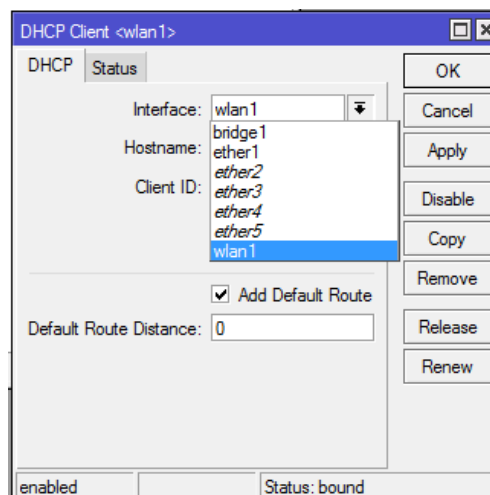 DHCP Client <wlan1>
DHCP Status
OK
Interface: wlan1
Cancel
bridge1
Hostname:
ether1
Apply
ether2
Client ID:
ether3
ether4
Disable
ether5
wlan1
Copy
Remove
Add Default Route
Default Route Distance: 0
Release
Renew
enabled
Status: bound